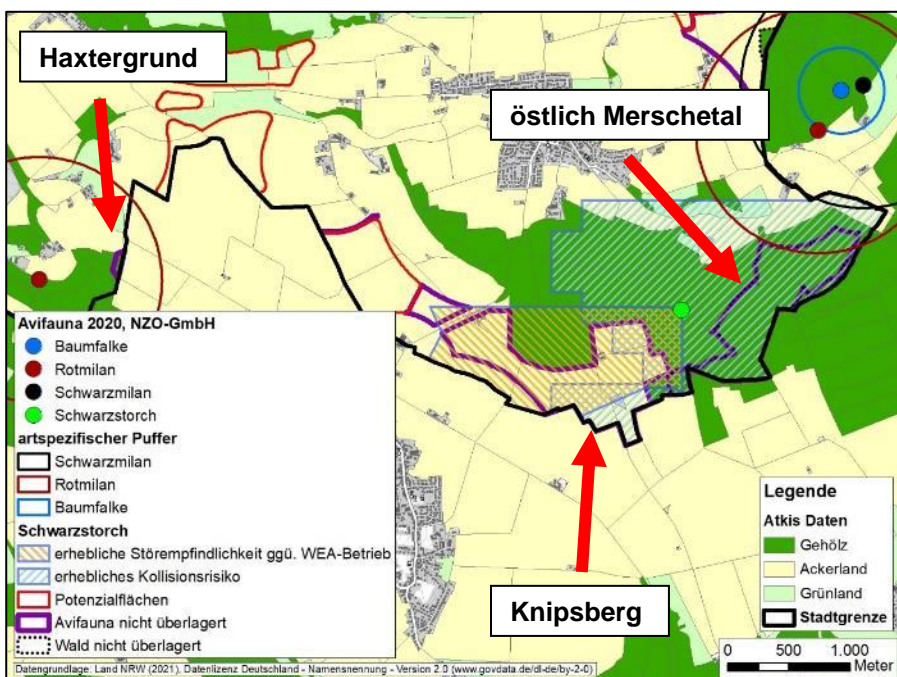 Haxtergrund
östlich Merschetal
Avifauna 2020, NZO-GmbH
Baumfalke
Rotmilan
Schwarzmilan
Schwarzstorch
artspezifischer Puffer
Schwarzmilan
Rotmilan
Baumfalke
Schwarzstorch
erhebliche Störempfindlichkeit ggü. WEA-Betrieb
erhebliches Kollisionsrisiko
Potenzialflächen
Avifauna nicht überlagert
Wald nicht überlagert
Datengrundlage: Land NRW (2021), Datenlizenz Deutschland - Namensnennung - Version 2.0 (www.govdata.de/dl-de/by-2-0)
Knipsberg
Legende
Atkis Daten
Gehölz
Ackerland
Grünland
Stadtgrenze
0 500 1.000
Meter